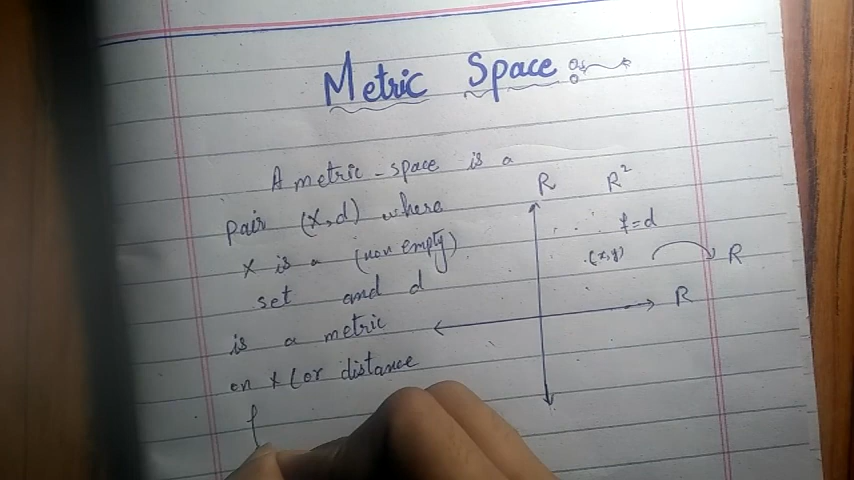 Metric Space :
A metric-space is a
pair (X,d) where
X is a (non empty)
set and d
is a metric
on X (or distance
f
R R²
f=d
(x,y) R
R